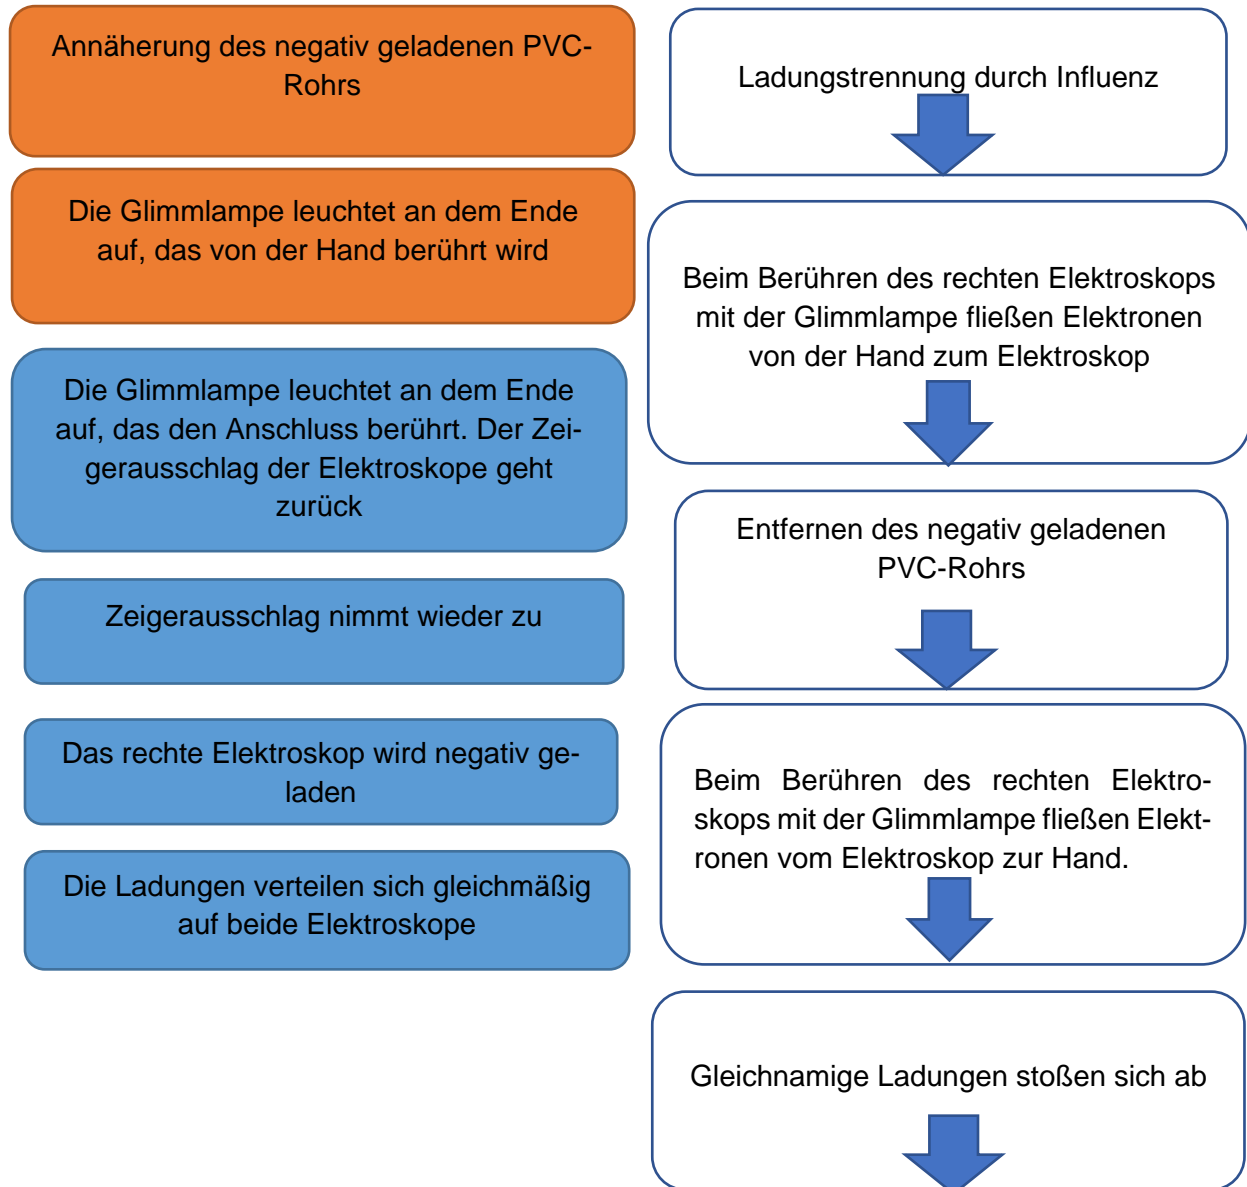 Annäherung des negativ geladenen PVC-
Rohrs
Die Glimmlampe leuchtet an dem Ende
auf, das von der Hand berührt wird
Die Glimmlampe leuchtet an dem Ende
auf, das den Anschluss berührt. Der Zei-
gerausschlag der Elektroskope geht
zurück
Zeigerausschlag nimmt wieder zu
Das rechte Elektroskop wird negativ ge-
laden
Die Ladungen verteilen sich gleichmäßig
auf beide Elektroskope
Ladungstrennung durch Influenz
Beim Berühren des rechten Elektroskops
mit der Glimmlampe fließen Elektronen
von der Hand zum Elektroskop
Entfernen des negativ geladenen
PVC-Rohrs
Beim Berühren des rechten Elektro-
skops mit der Glimmlampe fließen Elekt-
ronen vom Elektroskop zur Hand.
Gleichnamige Ladungen stoßen sich ab